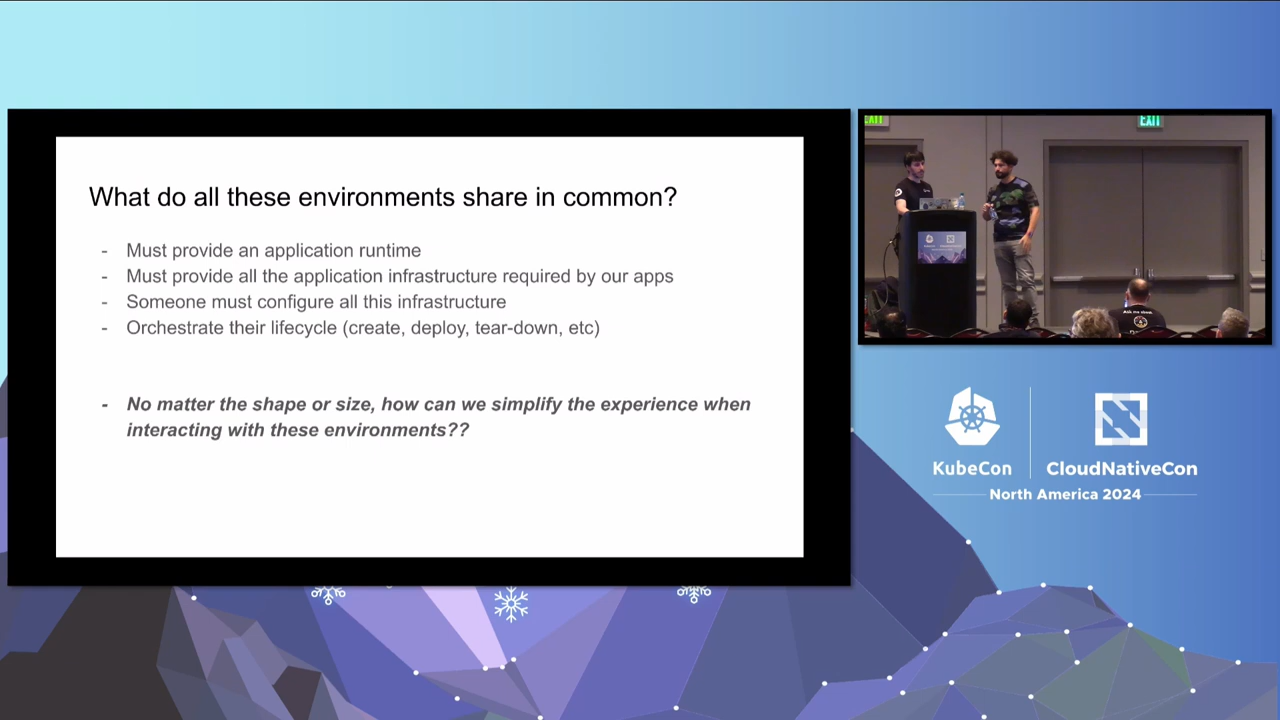 What do all these environments share in common?
- Must provide an application runtime
- Must provide all the application infrastructure required by our apps
- Someone must configure all this infrastructure
- Orchestrate their lifecycle (create, deploy, tear-down, etc)
- No matter the shape or size, how can we simplify the experience when
interacting with these environments??
EXIT
EXIT
KubeCon
CloudNativeCon
North America 2024